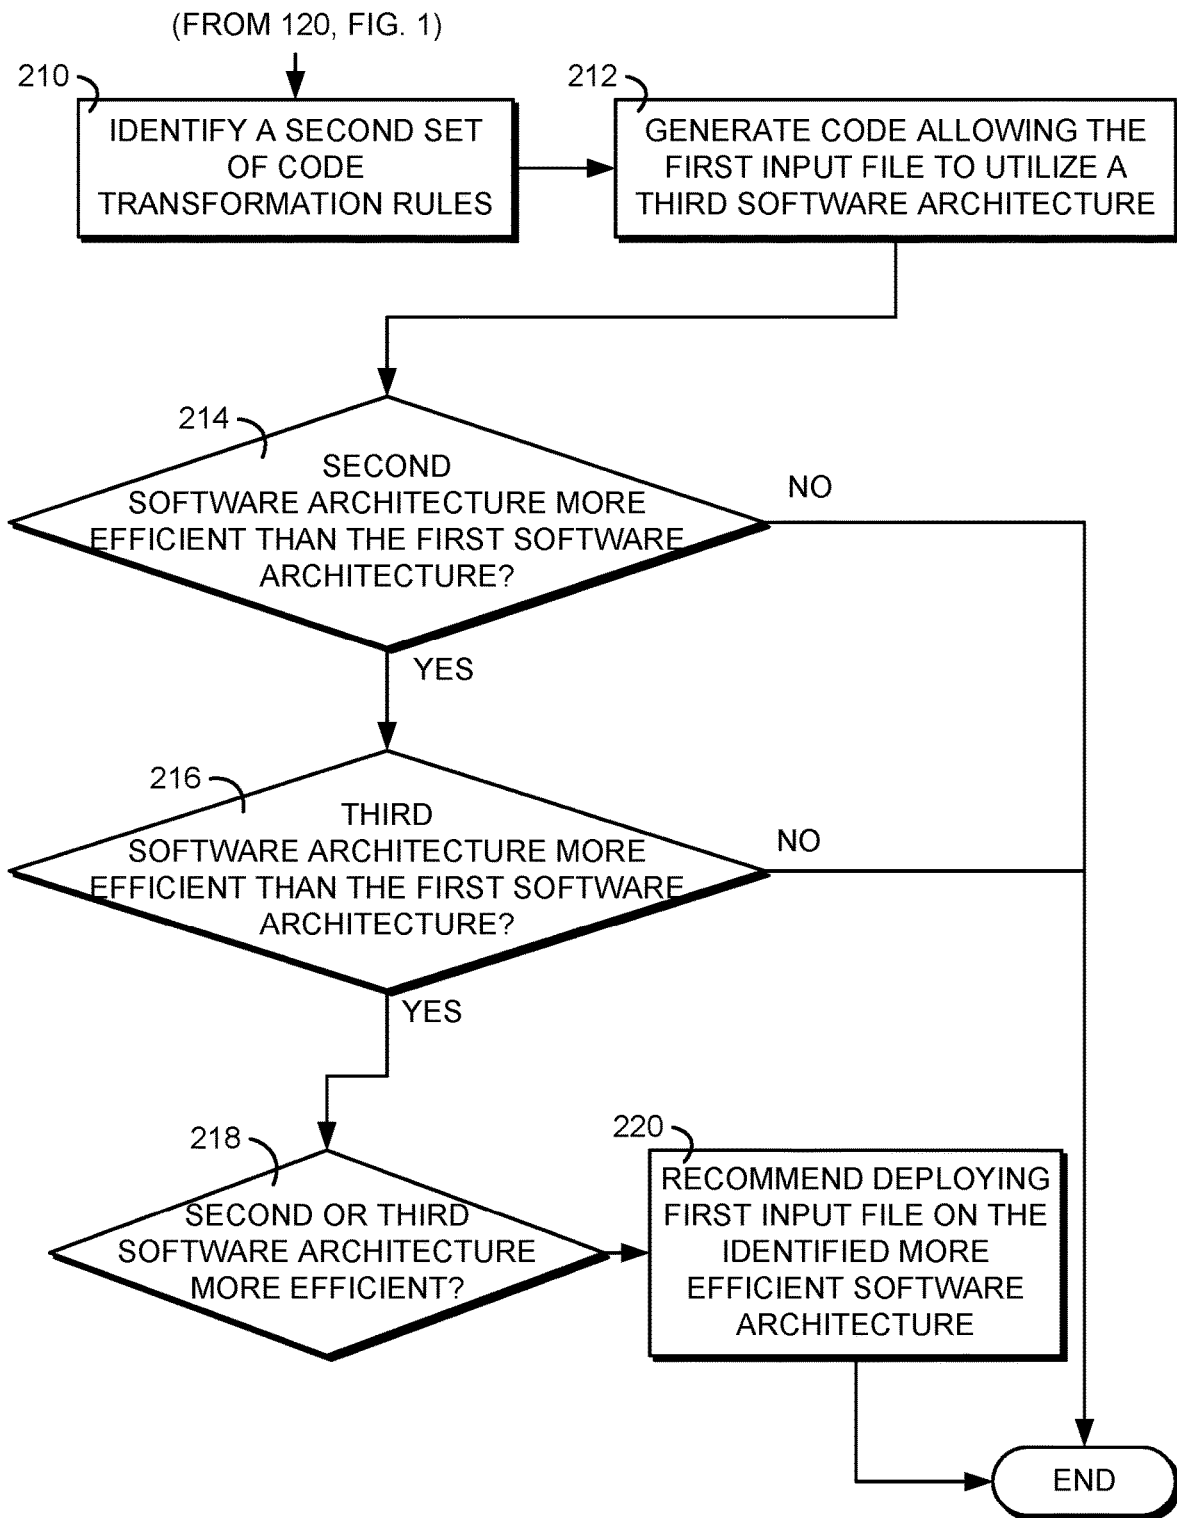 (FROM 120, FIG. 1)
210
IDENTIFY A SECOND SET
OF CODE
TRANSFORMATION RULES
212
GENERATE CODE ALLOWING THE
FIRST INPUT FILE TO UTILIZE A
THIRD SOFTWARE ARCHITECTURE
214
SECOND
SOFTWARE ARCHITECTURE MORE
EFFICIENT THAN THE FIRST SOFTWARE
ARCHITECTURE?
NO
YES
216
THIRD
SOFTWARE ARCHITECTURE MORE
EFFICIENT THAN THE FIRST SOFTWARE
ARCHITECTURE?
NO
YES
218
SECOND OR THIRD
SOFTWARE ARCHITECTURE
MORE EFFICIENT?
220
RECOMMEND DEPLOYING
FIRST INPUT FILE ON THE
IDENTIFIED MORE
EFFICIENT SOFTWARE
ARCHITECTURE
END